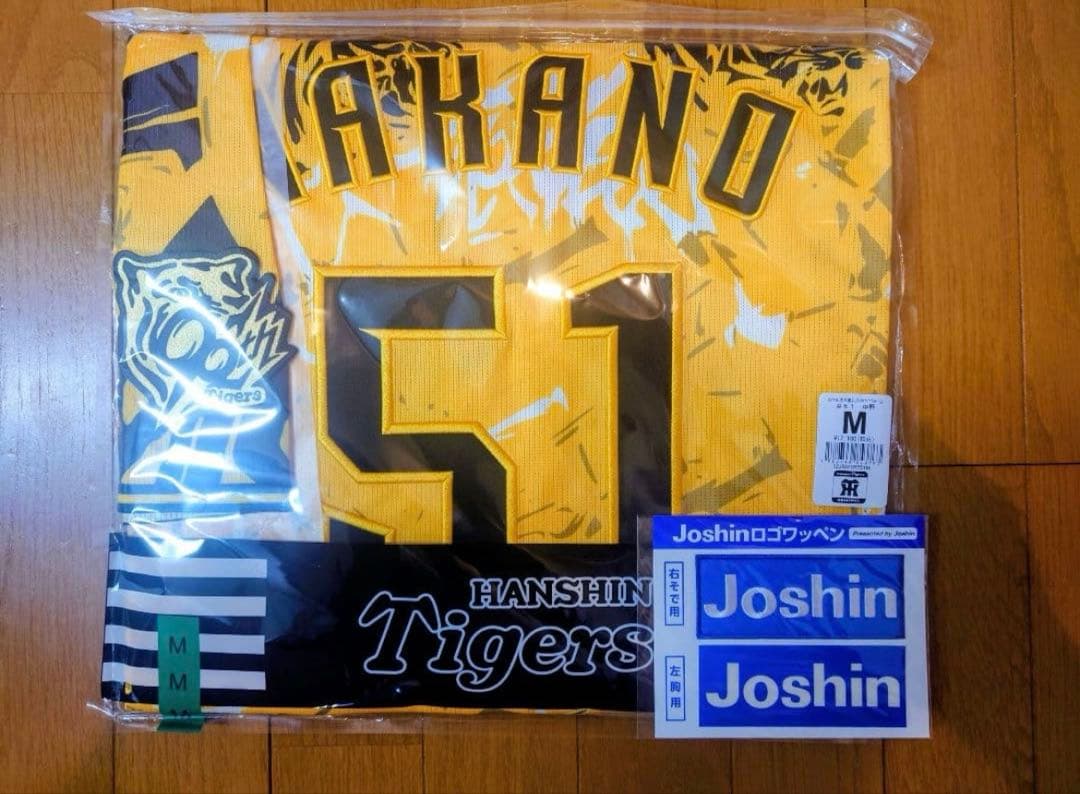 AKANO
51
Tigers
M
Joshinロゴワッペン Presented by Joshin
右そで用
Joshin
左胸用
Joshin
HANSHIN
Tigers
M
M